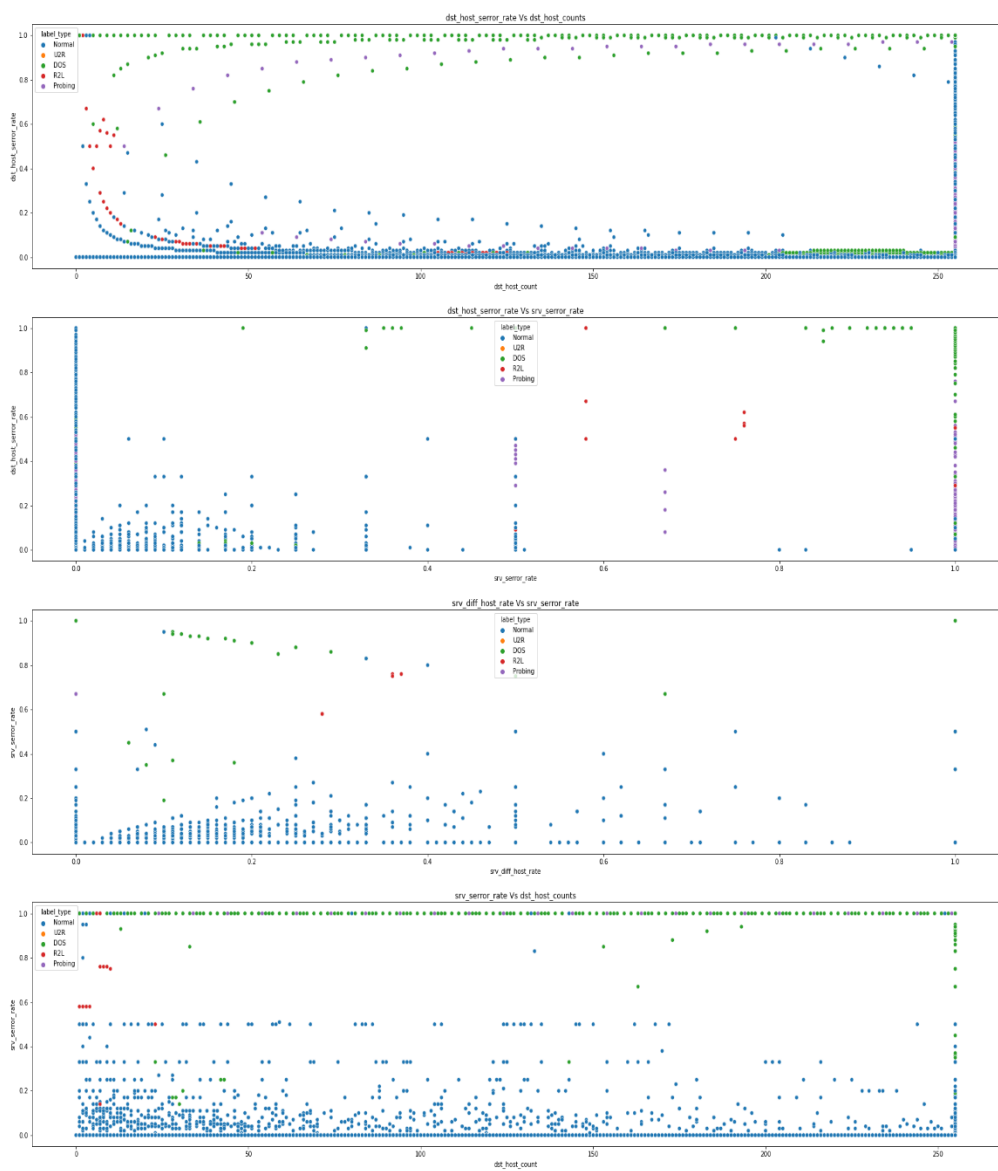 dst_host_serror_rate Vs dst_host_counts
label_type
Normal
U2R
DOS
R2L
Probing
1.0
0.8
0.6
0.4
0.2
0.0
dst_host_serror_rate
0 50 100 150 200 250
dst_host_count
dst_host_serror_rate Vs srv_serror_rate
label_type
Normal
U2R
DOS
R2L
Probing
1.0
0.8
0.6
0.4
0.2
0.0
dst_host_serror_rate
0.0 0.2 0.4 0.6 0.8 1.0
srv_serror_rate
srv_diff_host_rate Vs srv_serror_rate
label_type
Normal
U2R
DOS
R2L
Probing
1.0
0.8
0.6
0.4
0.2
0.0
srv_serror_rate
0.0 0.2 0.4 0.6 0.8 1.0
srv_diff_host_rate
srv_serror_rate Vs dst_host_counts
label_type
Normal
U2R
DOS
R2L
Probing
1.0
0.8
0.6
0.4
0.2
0.0
srv_serror_rate
0 50 100 150 200 250
dst_host_count